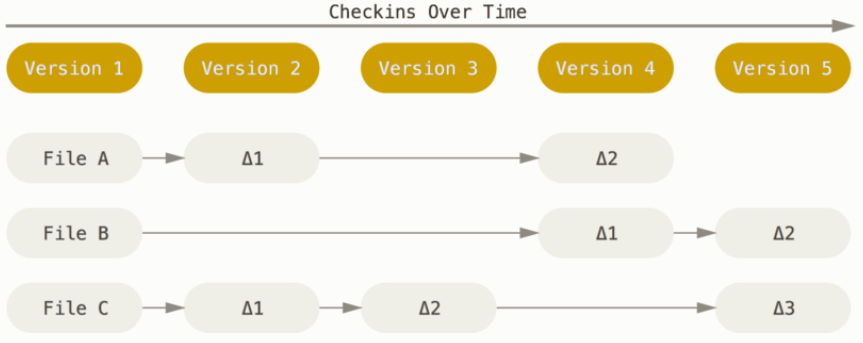 Checkins Over Time
Version 1 Version 2 Version 3 Version 4 Version 5
File A Δ1 Δ2
File B Δ1 Δ2
File C Δ1 Δ2 Δ3